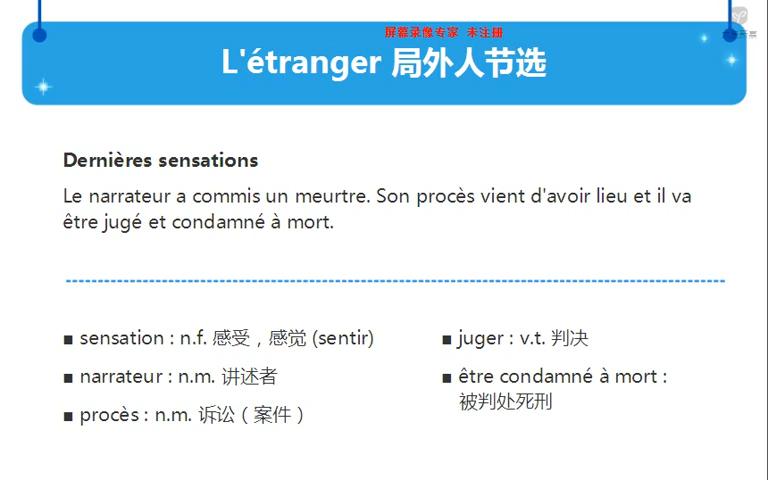 屏幕录像专家 未注册
L'étranger 局外人节选
Dernières sensations
Le narrateur a commis un meurtre. Son procès vient d'avoir lieu et il va
être jugé et condamné à mort.
■ sensation : n.f. 感受，感觉 (sentir)
■ narrateur : n.m. 讲述者
■ procès : n.m. 诉讼（案件）
■ juger : v.t. 判决
■ être condamné à mort :
被判处死刑